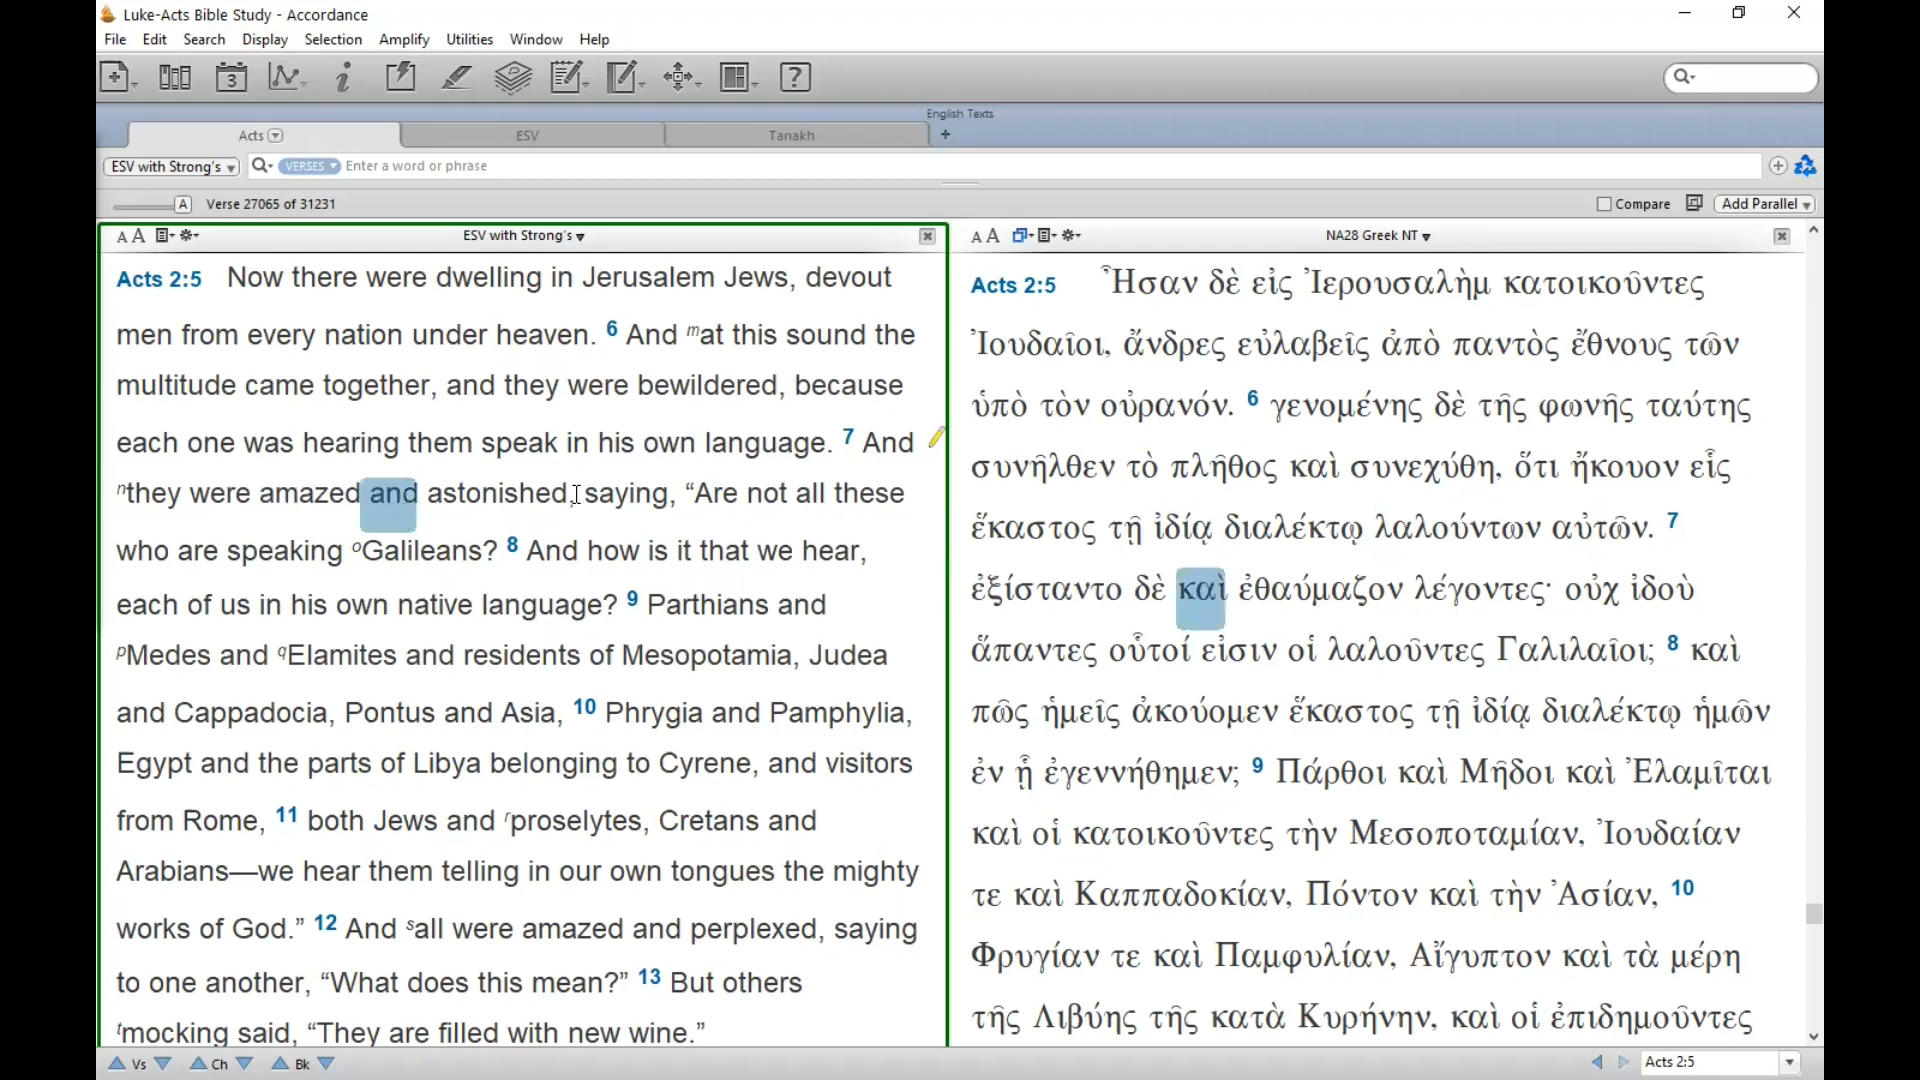 Luke-Acts Bible Study - Accordance
File Edit Search Display Selection Amplify Utilities Window Help
3
English Texts
Acts ESV Tanakh +
ESV with Strong's VERSES Enter a word or phrase
A Verse 27065 of 31231 Compare Add Parallel
A A ESV with Strong's
Acts 2:5 Now there were dwelling in Jerusalem Jews, devout
men from every nation under heaven. 6 And mat this sound the
multitude came together, and they were bewildered, because
each one was hearing them speak in his own language. 7 And
nthey were amazed and astonished, saying, “Are not all these
who are speaking oGalileans? 8 And how is it that we hear,
each of us in his own native language? 9 Parthians and
pMedes and qElamites and residents of Mesopotamia, Judea
and Cappadocia, Pontus and Asia, 10 Phrygia and Pamphylia,
Egypt and the parts of Libya belonging to Cyrene, and visitors
from Rome, 11 both Jews and rproselytes, Cretans and
Arabians—we hear them telling in our own tongues the mighty
works of God.” 12 And sall were amazed and perplexed, saying
to one another, “What does this mean?” 13 But others
tmocking said, “They are filled with new wine.”
A A NA28 Greek NT
Acts 2:5 Ἦσαν δὲ εἰς Ἰερουσαλὴμ κατοικοῦντες
Ἰουδαῖοι, ἄνδρες εὐλαβεῖς ἀπὸ παντὸς ἔθνους τῶν
ὑπὸ τὸν οὐρανόν. 6 γενομένης δὲ τῆς φωνῆς ταύτης
συνῆλθεν τὸ πλῆθος καὶ συνεχύθη, ὅτι ἤκουον εἷς
ἕκαστος τῇ ἰδίᾳ διαλέκτῳ λαλούντων αὐτῶν. 7
ἐξίσταντο δὲ καὶ ἐθαύμαζον λέγοντες· οὐχ ἰδοὺ
ἅπαντες οὗτοί εἰσιν οἱ λαλοῦντες Γαλιλαῖοι; 8 καὶ
πῶς ἡμεῖς ἀκούομεν ἕκαστος τῇ ἰδίᾳ διαλέκτῳ ἡμῶν
ἐν ᾗ ἐγεννήθημεν; 9 Πάρθοι καὶ Μῆδοι καὶ Ἐλαμῖται
καὶ οἱ κατοικοῦντες τὴν Μεσοποταμίαν, Ἰουδαίαν
τε καὶ Καππαδοκίαν, Πόντον καὶ τὴν Ἀσίαν, 10
Φρυγίαν τε καὶ Παμφυλίαν, Αἴγυπτον καὶ τὰ μέρη
τῆς Λιβύης τῆς κατὰ Κυρήνην, καὶ οἱ ἐπιδημοῦντες
Vs Ch Bk Acts 2:5